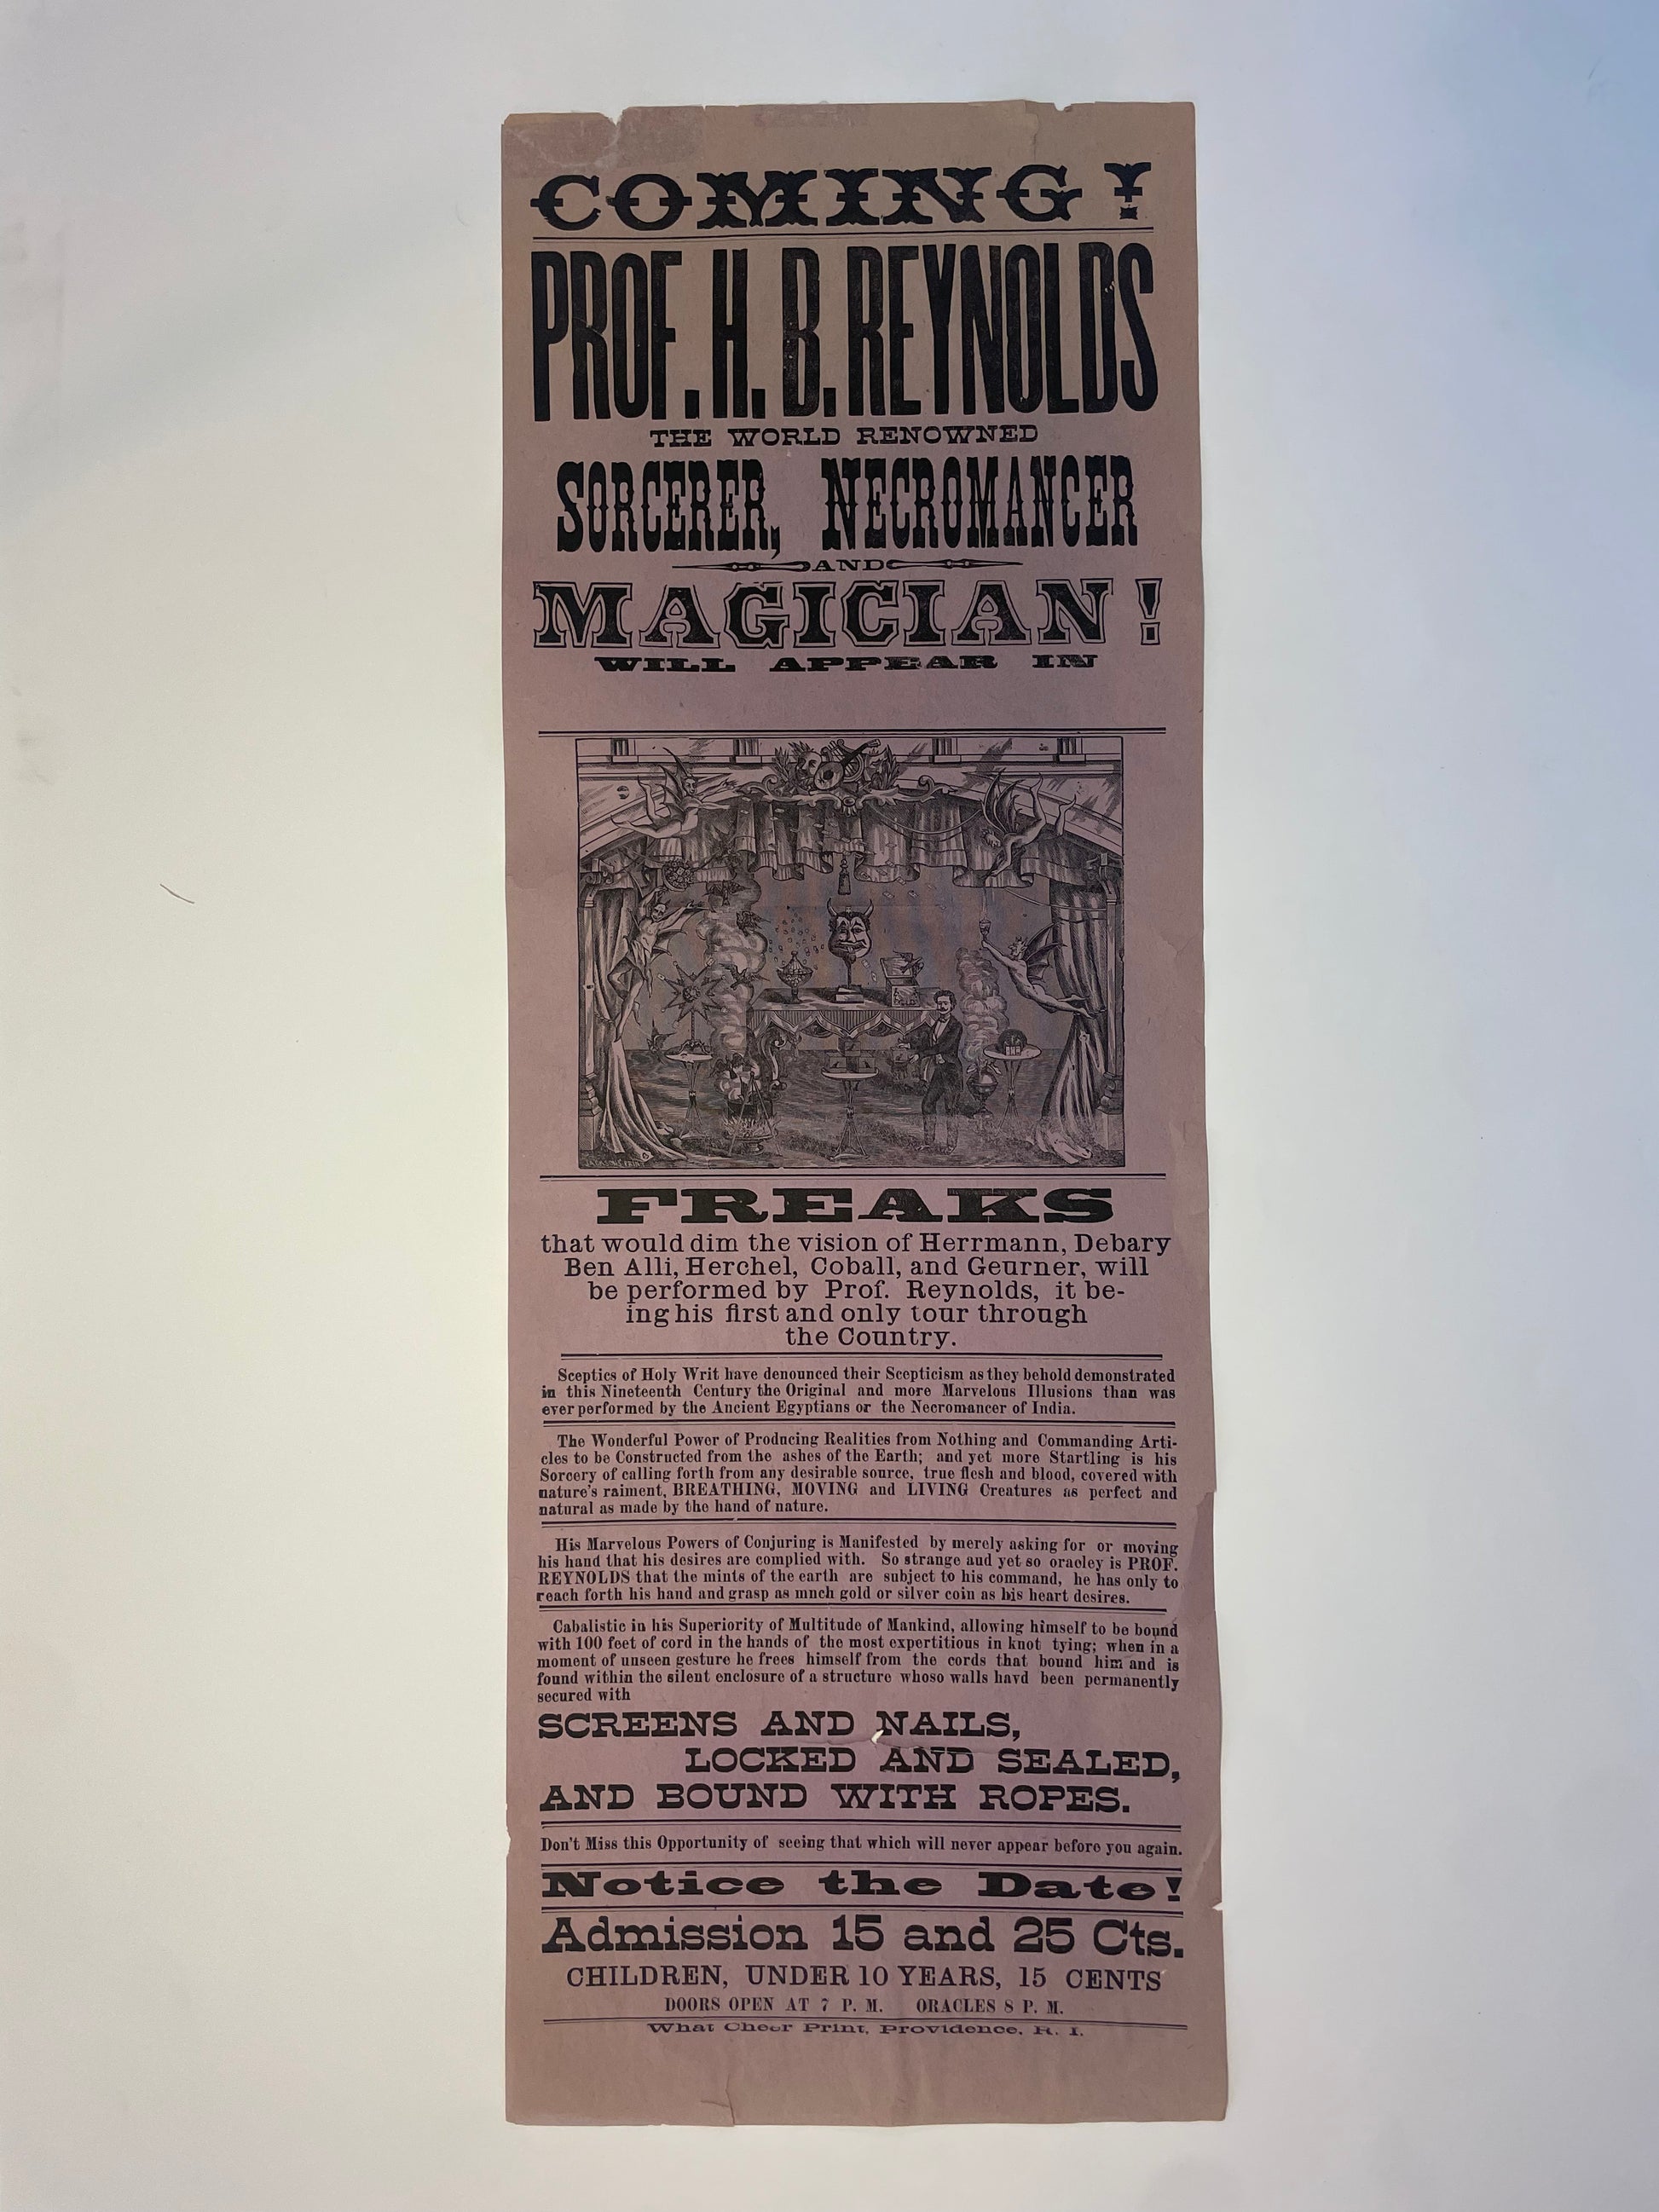 COMING!
PROF. H. B. REYNOLDS
THE WORLD RENOWNED
SORCERER, NECROMANCER
AND
MAGICIAN!
WILL APPEAR IN
FREAKS
that would dim the vision of Herrmann, Debary
Ben Alli, Herchel, Coball, and Geurner, will
be performed by Prof. Reynolds, it be-
ing his first and only tour through
the Country.
Sceptics of Holy Writ have denounced their Scepticism as they behold demonstrated
in this Nineteenth Century the Original and more Marvelous Illusions than was
ever performed by the Ancient Egyptians or the Necromancer of India.
The Wonderful Power of Producing Realities from Nothing and Commanding Arti-
cles to be Constructed from the ashes of the Earth; and yet more Startling is his
Sorcery of calling forth from any desirable source, true flesh and blood, covered with
nature's raiment, BREATHING, MOVING and LIVING Creatures as perfect and
natural as made by the hand of nature.
His Marvelous Powers of Conjuring is Manifested by merely asking for or moving
his hand that his desires are complied with. So strange aud yet so oracley is PROF.
REYNOLDS that the mints of the earth are subject to his command, he has only to
reach forth his hand and grasp as mnch gold or silver coin as his heart desires.
Cabalistic in his Superiority of Multitude of Mankind, allowing himself to be bound
with 100 feet of cord in the hands of the most expertitious in knot tying; when in a
moment of unseen gesture he frees himself from the cords that bound him and is
found within the silent enclosure of a structure whoso walls havd been permanently
secured with
SCREENS AND NAILS,
LOCKED AND SEALED,
AND BOUND WITH ROPES.
Don't Miss this Opportunity of seeing that which will never appear before you again.
Notice the Date!
Admission 15 and 25 Cts.
CHILDREN, UNDER 10 YEARS, 15 CENTS
DOORS OPEN AT 7 P. M. ORACLES 8 P. M.
What Cheer Print, Providence, R. I.